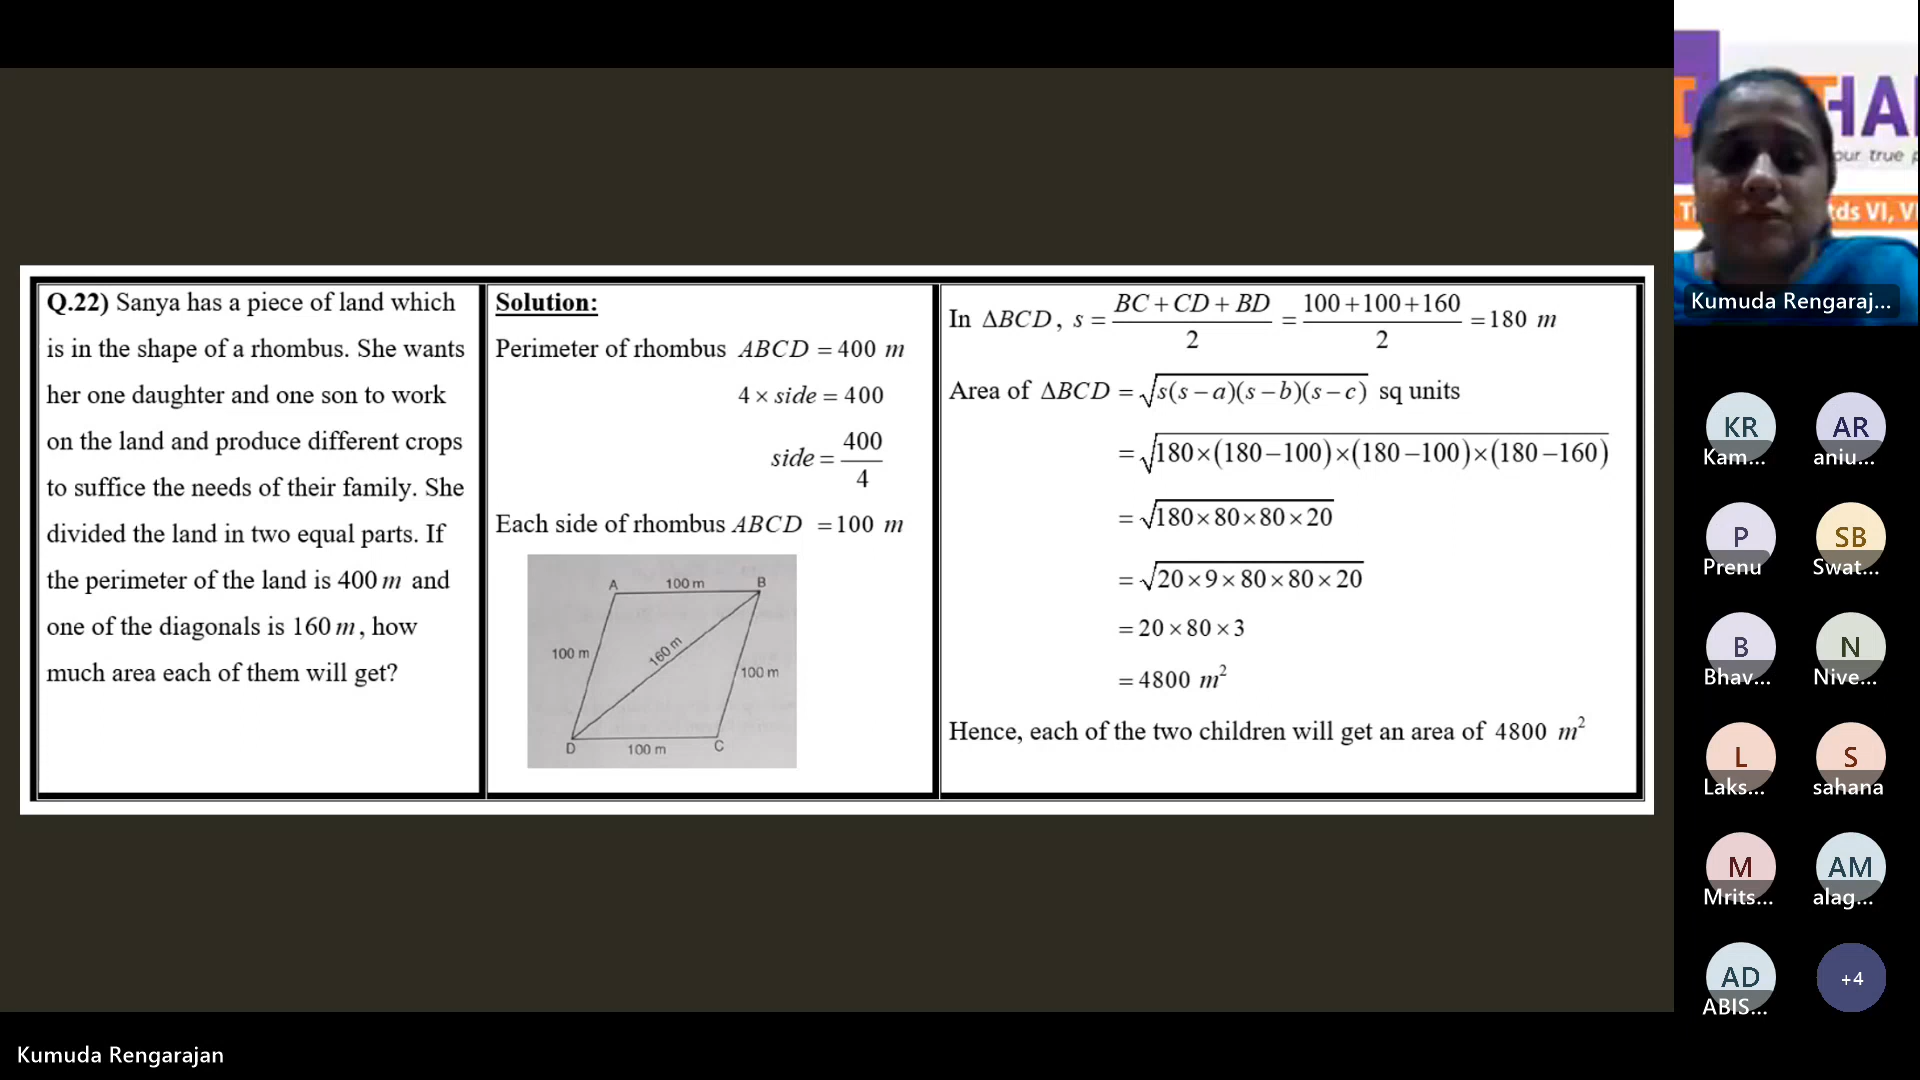 Q.22) Sanya has a piece of land which
is in the shape of a rhombus. She wants
her one daughter and one son to work
on the land and produce different crops
to suffice the needs of their family. She
divided the land in two equal parts. If
the perimeter of the land is 400 m and
one of the diagonals is 160 m, how
much area each of them will get?
Solution:
Perimeter of rhombus ABCD = 400 m
4 × side = 400
side = 400/4
Each side of rhombus ABCD = 100 m
A 100 m B
100 m 160 m 100 m
D 100 m C
In ΔBCD, s = (BC + CD + BD)/2 = (100+100+160)/2 = 180 m
Area of ΔBCD = √(s(s−a)(s−b)(s−c)) sq units
= √(180×(180−100)×(180−100)×(180−160))
= √(180×80×80×20)
= √(20×9×80×80×20)
= 20×80×3
= 4800 m²
Hence, each of the two children will get an area of 4800 m²
HA
our true p
tds VI, V
Kumuda Rengaraj...
KR AR
Kam... aniu...
P SB
Prenu Swat...
B N
Bhav... Nive...
L S
Laks... sahana
M AM
Mrits... alag...
AD +4
ABIS...
Kumuda Rengarajan